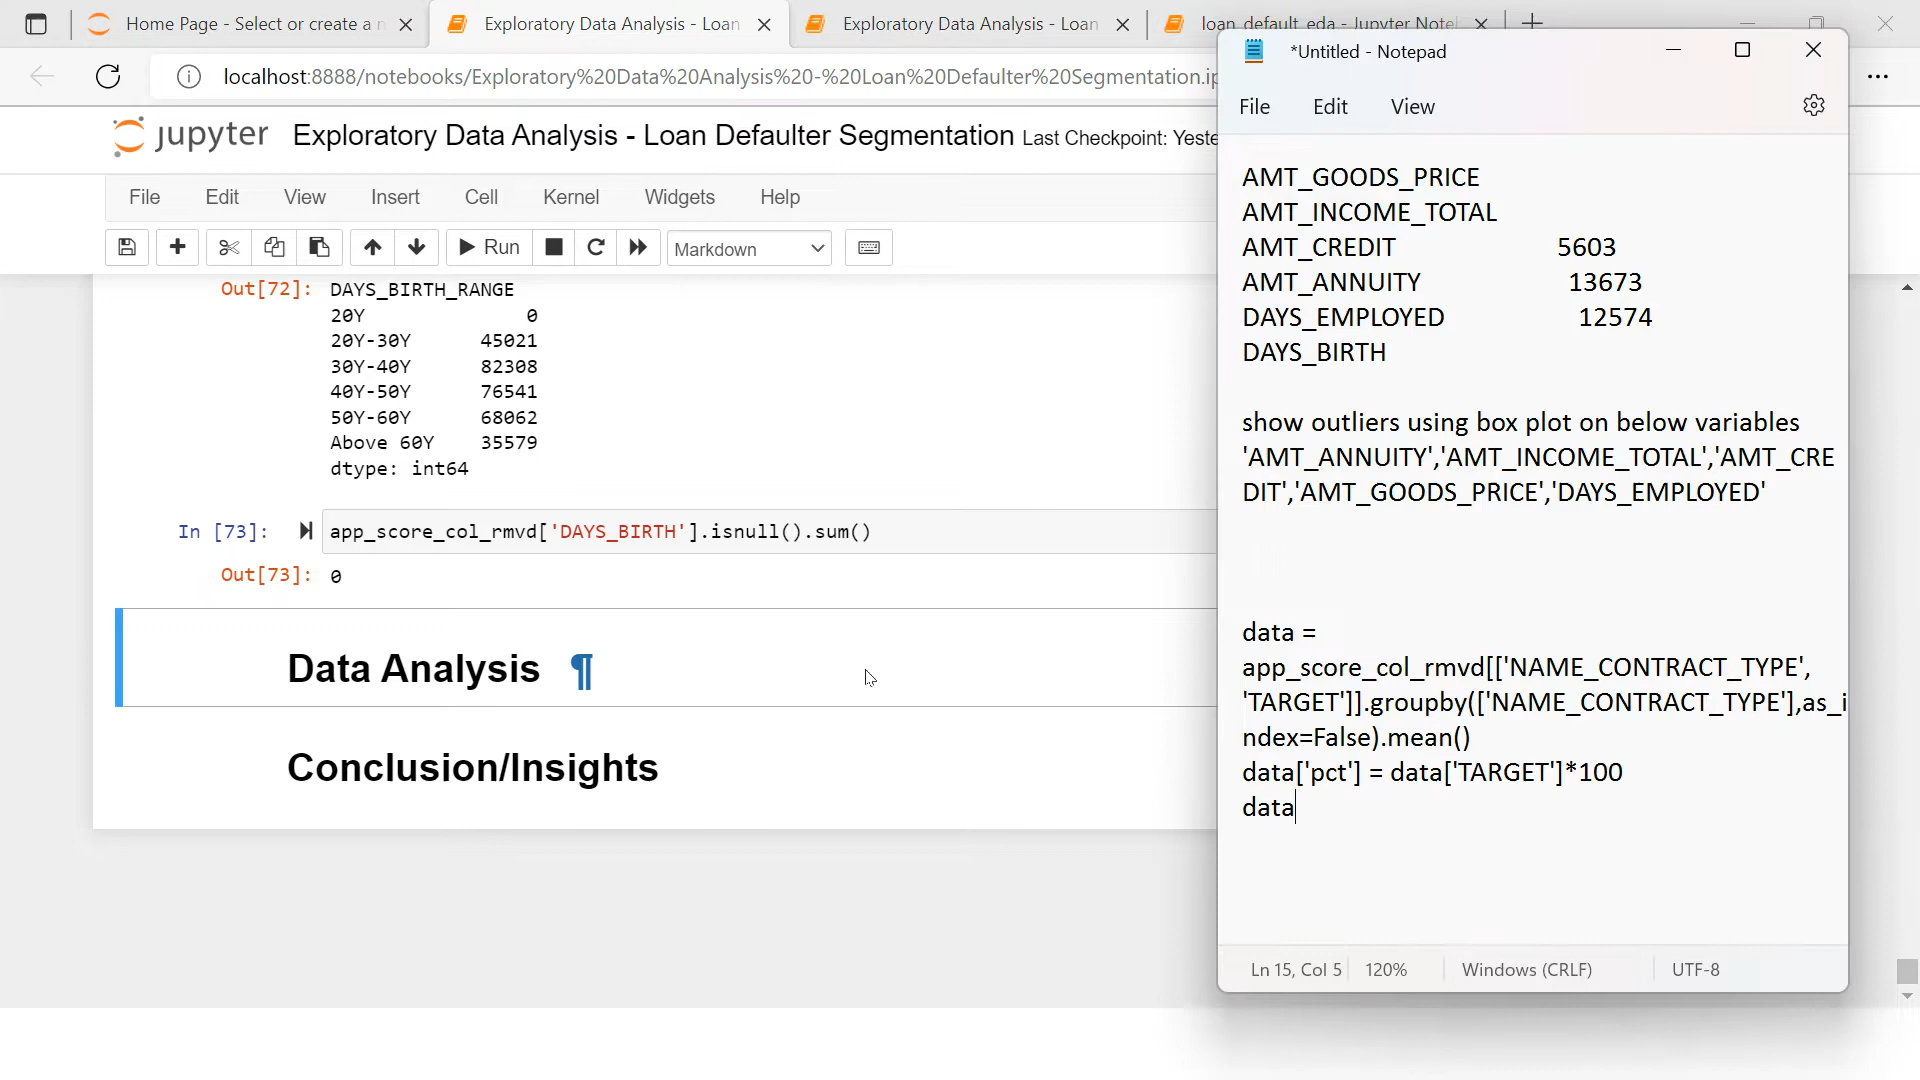 Home Page - Select or create a n
Exploratory Data Analysis - Loan
Exploratory Data Analysis - Loan
loan_default_eda - Jupyter Note
localhost:8888/notebooks/Exploratory%20Data%20Analysis%20-%20Loan%20Defaulter%20Segmentation.ip
jupyter Exploratory Data Analysis - Loan Defaulter Segmentation Last Checkpoint: Yeste
File Edit View Insert Cell Kernel Widgets Help
Run Markdown
Out[72]: DAYS_BIRTH_RANGE
20Y 0
20Y-30Y 45021
30Y-40Y 82308
40Y-50Y 76541
50Y-60Y 68062
Above 60Y 35579
dtype: int64
In [73]: app_score_col_rmvd['DAYS_BIRTH'].isnull().sum()
Out[73]: 0
Data Analysis ¶
Conclusion/Insights
*Untitled - Notepad
File Edit View
AMT_GOODS_PRICE
AMT_INCOME_TOTAL
AMT_CREDIT 5603
AMT_ANNUITY 13673
DAYS_EMPLOYED 12574
DAYS_BIRTH
show outliers using box plot on below variables
'AMT_ANNUITY','AMT_INCOME_TOTAL','AMT_CRE
DIT','AMT_GOODS_PRICE','DAYS_EMPLOYED'
data =
app_score_col_rmvd[['NAME_CONTRACT_TYPE',
'TARGET']].groupby(['NAME_CONTRACT_TYPE'],as_i
ndex=False).mean()
data['pct'] = data['TARGET']*100
data
Ln 15, Col 5 120% Windows (CRLF) UTF-8